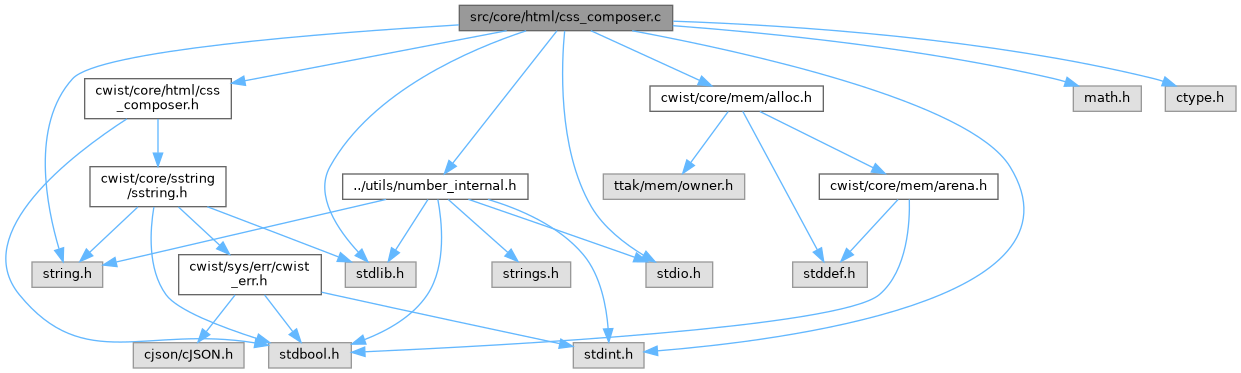 src/core/html/css_composer.c
cwist/core/html/css
_composer.h
cwist/core/mem/alloc.h
math.h
ctype.h
cwist/core/sstring
/sstring.h
../utils/number_internal.h
ttak/mem/owner.h
cwist/core/mem/arena.h
string.h
cwist/sys/err/cwist
_err.h
stdlib.h
strings.h
stdio.h
stddef.h
cjson/cJSON.h
stdbool.h
stdint.h